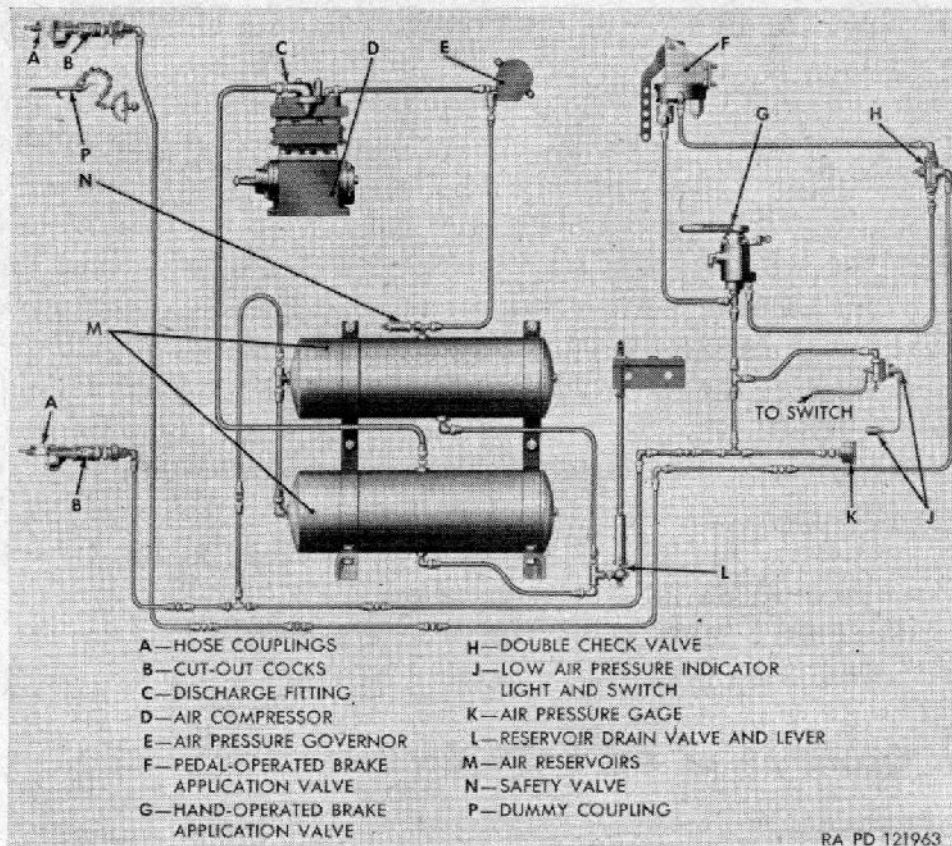 A
B
C
D
E
F
G
H
P
N
M
A
B
TO SWITCH
K
J
L
A—HOSE COUPLINGS
B—CUT-OUT COCKS
C—DISCHARGE FITTING
D—AIR COMPRESSOR
E—AIR PRESSURE GOVERNOR
F—PEDAL-OPERATED BRAKE
APPLICATION VALVE
G—HAND-OPERATED BRAKE
APPLICATION VALVE
H—DOUBLE CHECK VALVE
J—LOW AIR PRESSURE INDICATOR
LIGHT AND SWITCH
K—AIR PRESSURE GAGE
L—RESERVOIR DRAIN VALVE AND LEVER
M—AIR RESERVOIRS
N—SAFETY VALVE
P—DUMMY COUPLING
RA PD 121963